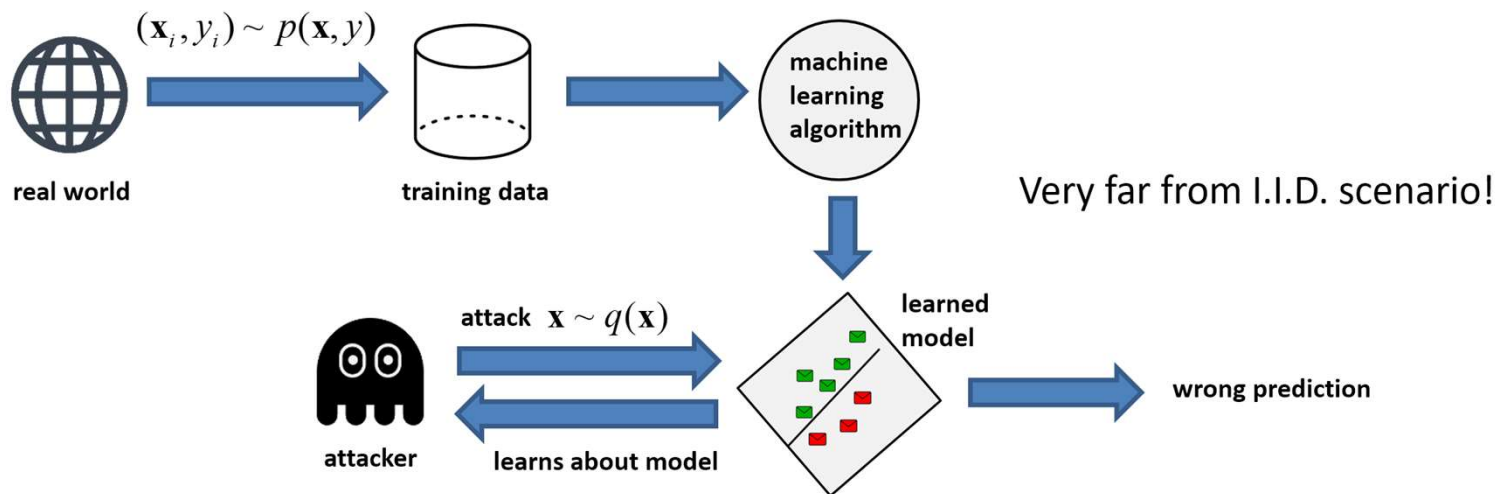 (𝐱ᵢ, yᵢ) ~ p(𝐱, y)
real world
training data
machine
learning
algorithm
Very far from I.I.D. scenario!
attack 𝐱 ~ q(𝐱)
learned
model
wrong prediction
attacker
learns about model